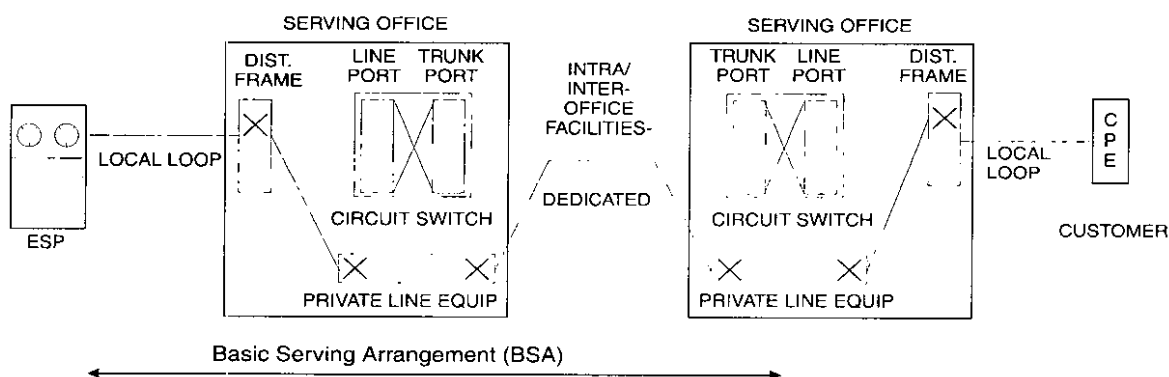 SERVING OFFICE
SERVING OFFICE
DIST.
FRAME
LINE
PORT
TRUNK
PORT
INTRA/
INTER-
OFFICE
FACILITIES-
TRUNK
PORT
LINE
PORT
DIST.
FRAME
C
P
E
LOCAL LOOP
LOCAL
LOOP
DEDICATED
CIRCUIT SWITCH
CIRCUIT SWITCH
ESP
CUSTOMER
PRIVATE LINE EQUIP
PRIVATE LINE EQUIP
Basic Serving Arrangement (BSA)